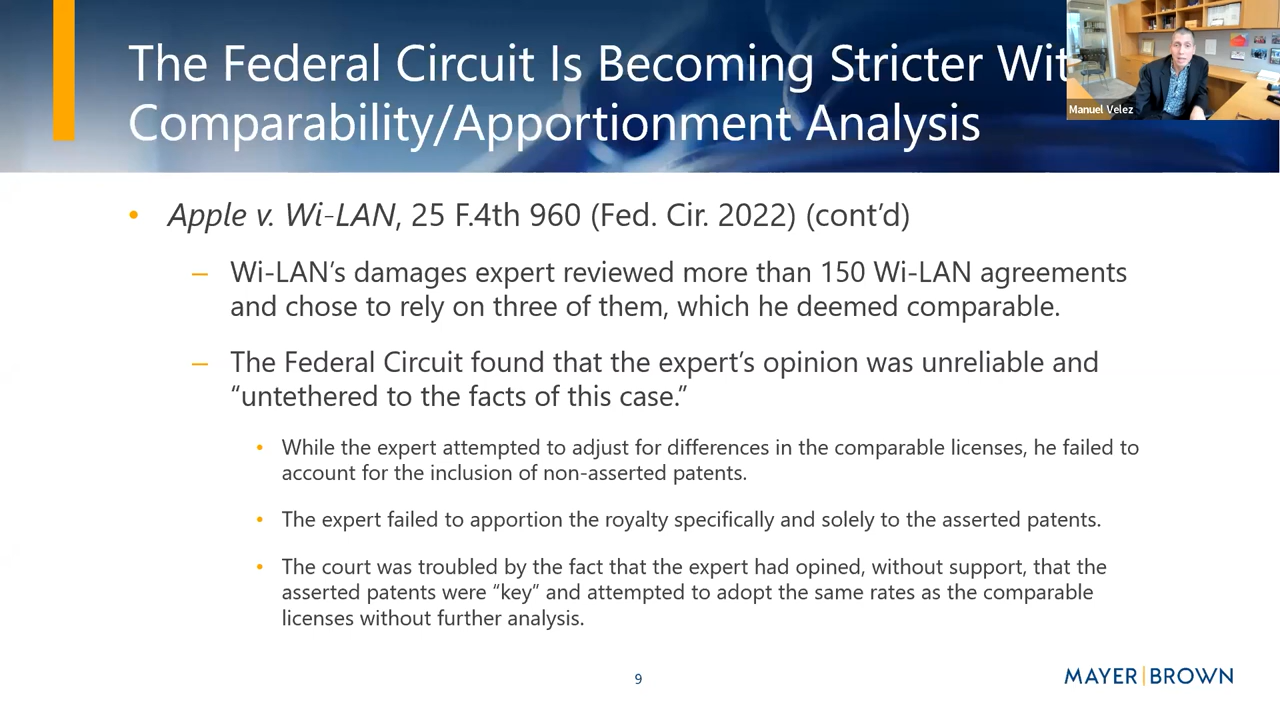 The Federal Circuit Is Becoming Stricter Wit
Comparability/Apportionment Analysis
Manuel Velez
• Apple v. Wi-LAN, 25 F.4th 960 (Fed. Cir. 2022) (cont’d)
– Wi-LAN’s damages expert reviewed more than 150 Wi-LAN agreements
and chose to rely on three of them, which he deemed comparable.
– The Federal Circuit found that the expert’s opinion was unreliable and
“untethered to the facts of this case.”
• While the expert attempted to adjust for differences in the comparable licenses, he failed to
account for the inclusion of non-asserted patents.
• The expert failed to apportion the royalty specifically and solely to the asserted patents.
• The court was troubled by the fact that the expert had opined, without support, that the
asserted patents were “key” and attempted to adopt the same rates as the comparable
licenses without further analysis.
9
MAYER|BROWN